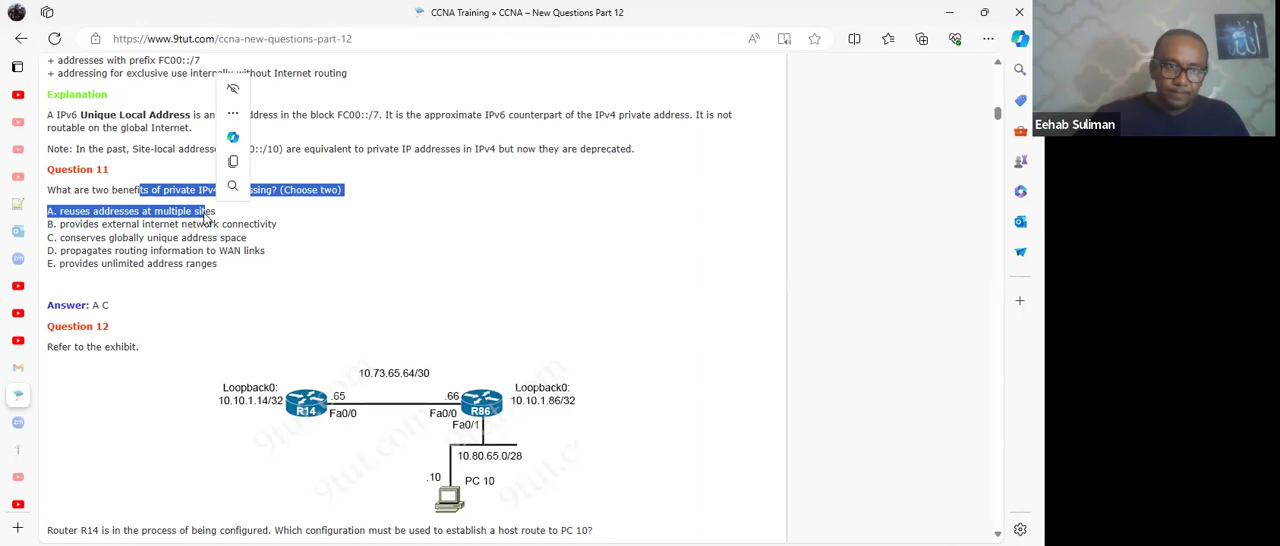 CCNA Training » CCNA – New Questions Part 12
https://www.9tut.com/ccna-new-questions-part-12
+ addresses with prefix FC00::/7
+ addressing for exclusive use internally without Internet routing
Explanation
A IPv6 Unique Local Address is an address in the block FC00::/7. It is the approximate IPv6 counterpart of the IPv4 private address. It is not
routable on the global Internet.
Note: In the past, Site-local addresse ::/10) are equivalent to private IP addresses in IPv4 but now they are deprecated.
Question 11
What are two benefits of private IPv4 addressing? (Choose two)
A. reuses addresses at multiple sites
B. provides external internet network connectivity
C. conserves globally unique address space
D. propagates routing information to WAN links
E. provides unlimited address ranges
Answer: A C
Question 12
Refer to the exhibit.
10.73.65.64/30
Loopback0:
10.10.1.14/32
.65
.66
Loopback0:
10.10.1.86/32
R14
R86
Fa0/0
Fa0/0
Fa0/1
10.80.65.0/28
.10
PC 10
9tut.com
9tut.com
Router R14 is in the process of being configured. Which configuration must be used to establish a host route to PC 10?
Eehab Suliman